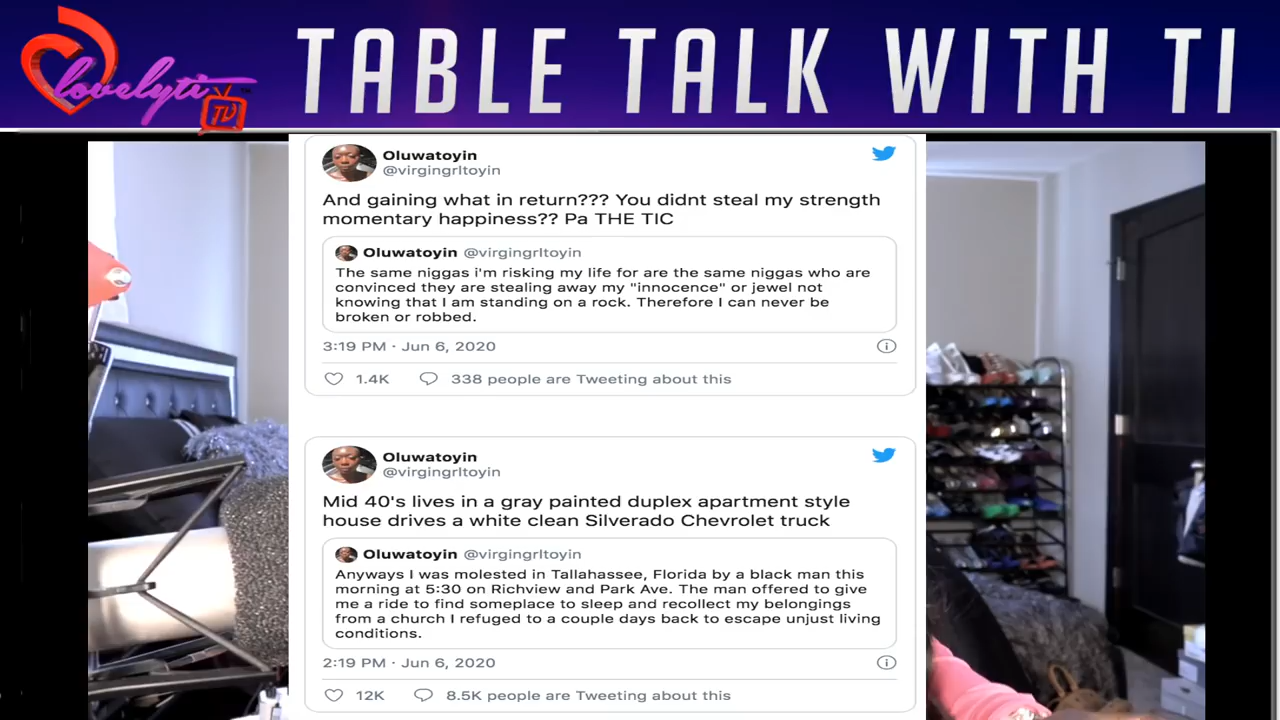 lovelyti
TV
TABLE TALK WITH TI
Oluwatoyin
@virgingrltoyin
And gaining what in return??? You didnt steal my strength
momentary happiness?? Pa THE TIC
Oluwatoyin @virgingrltoyin
The same niggas i'm risking my life for are the same niggas who are
convinced they are stealing away my "innocence" or jewel not
knowing that I am standing on a rock. Therefore I can never be
broken or robbed.
3:19 PM · Jun 6, 2020
1.4K 338 people are Tweeting about this
Oluwatoyin
@virgingrltoyin
Mid 40's lives in a gray painted duplex apartment style
house drives a white clean Silverado Chevrolet truck
Oluwatoyin @virgingrltoyin
Anyways I was molested in Tallahassee, Florida by a black man this
morning at 5:30 on Richview and Park Ave. The man offered to give
me a ride to find someplace to sleep and recollect my belongings
from a church I refuged to a couple days back to escape unjust living
conditions.
2:19 PM · Jun 6, 2020
12K 8.5K people are Tweeting about this